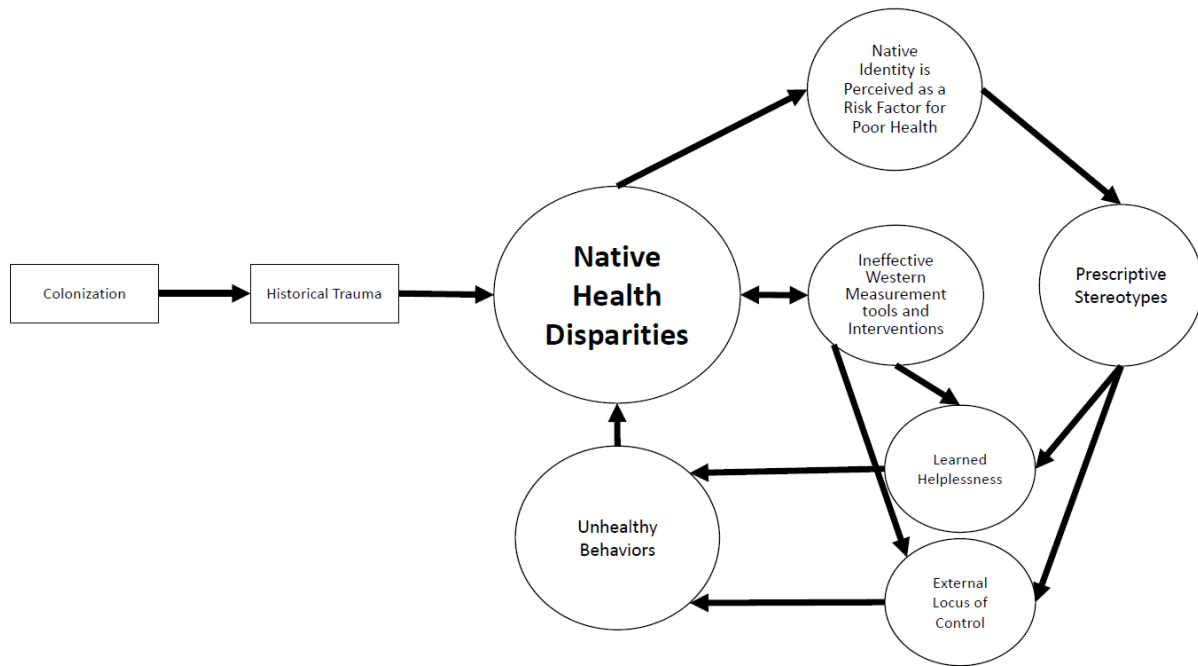 Colonization
Historical Trauma
Native
Health
Disparities
Native
Identity is
Perceived as a
Risk Factor for
Poor Health
Ineffective
Western
Measurement
tools and
Interventions
Prescriptive
Stereotypes
Learned
Helplessness
External
Locus of
Control
Unhealthy
Behaviors